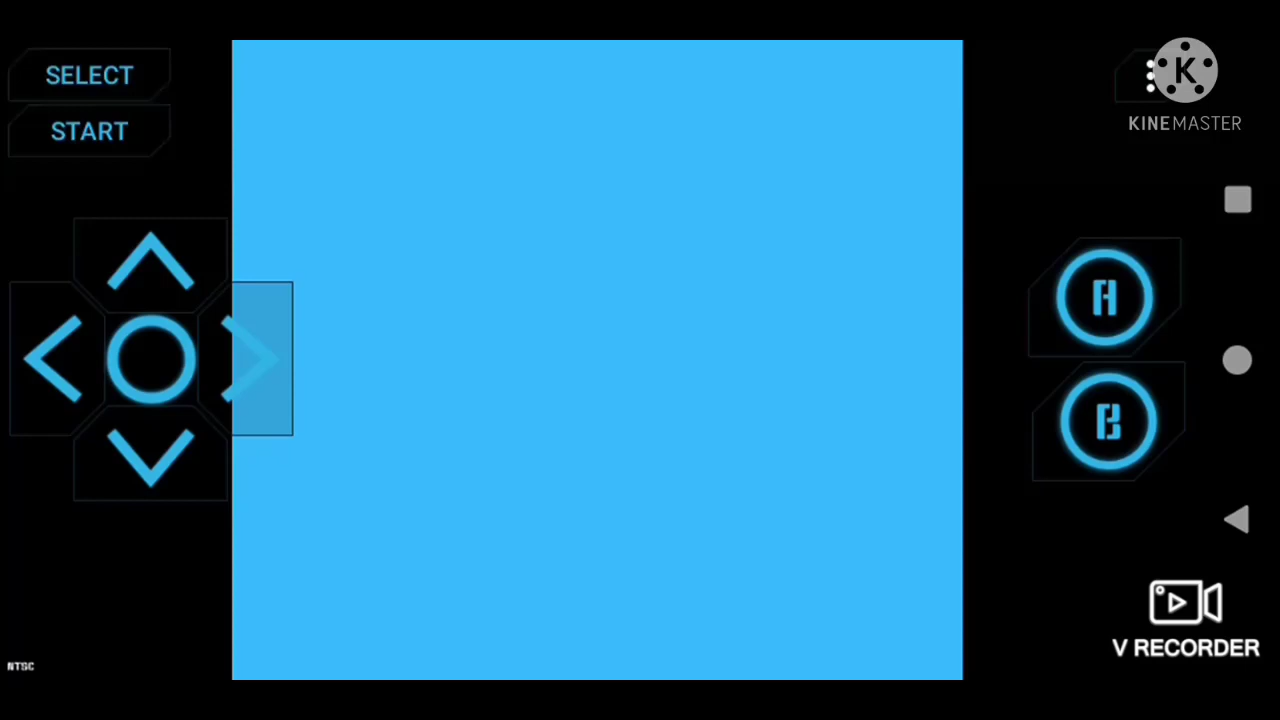 SELECT
START
K
KINEMASTER
A
B
V RECORDER
NTSC